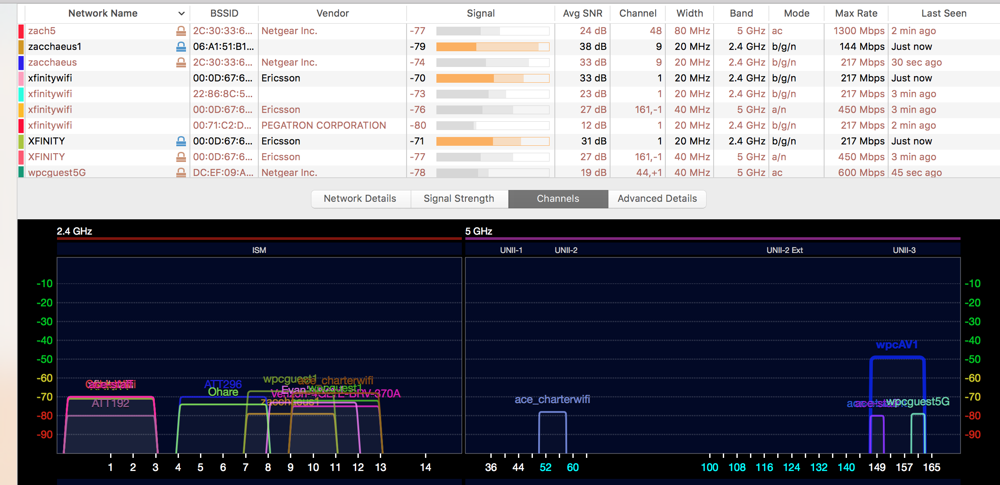 Network Name BSSID Vendor Signal Avg SNR Channel Width Band Mode Max Rate Last Seen
zach5 2C:30:33:6... Netgear Inc. -77 24 dB 48 80 MHz 5 GHz ac 1300 Mbps 2 min ago
zacchaeus1 06:A1:51:B1... -79 38 dB 9 20 MHz 2.4 GHz b/g/n 144 Mbps Just now
zacchaeus 2C:30:33:6... Netgear Inc. -74 33 dB 9 20 MHz 2.4 GHz b/g/n 217 Mbps 30 sec ago
xfinitywifi 00:0D:67:6... Ericsson -70 33 dB 1 20 MHz 2.4 GHz b/g/n 217 Mbps Just now
xfinitywifi 22:86:8C:5... -73 23 dB 1 20 MHz 2.4 GHz b/g/n 217 Mbps 3 min ago
xfinitywifi 00:0D:67:6... Ericsson -76 27 dB 161,-1 40 MHz 5 GHz a/n 450 Mbps 3 min ago
xfinitywifi 00:71:C2:D... PEGATRON CORPORATION -80 12 dB 1 20 MHz 2.4 GHz b/g/n 217 Mbps 2 min ago
XFINITY 00:0D:67:6... Ericsson -71 31 dB 1 20 MHz 2.4 GHz b/g/n 217 Mbps Just now
XFINITY 00:0D:67:6... Ericsson -77 27 dB 161,-1 40 MHz 5 GHz a/n 450 Mbps 3 min ago
wpcguest5G DC:EF:09:A... Netgear Inc. -78 19 dB 44,+1 40 MHz 5 GHz ac 600 Mbps 45 sec ago
Network Details Signal Strength Channels Advanced Details
2.4 GHz 5 GHz
ISM UNII-1 UNII-2 UNII-2 Ext UNII-3
-10 -10
-20 -20
-30 -30
-40 -40
wpcAV1
-50 -50
-60 wpcguest1 ace_charterwifi -60
ATT296 wpcguest1
Ohare
-70 -70
ATT192 zacchaeus1 ace_charterwifi wpcguest5G
-80 -80
-90 -90
1 2 3 4 5 6 7 8 9 10 11 12 13 14 36 44 52 60 100 108 116 124 132 140 149 157 165